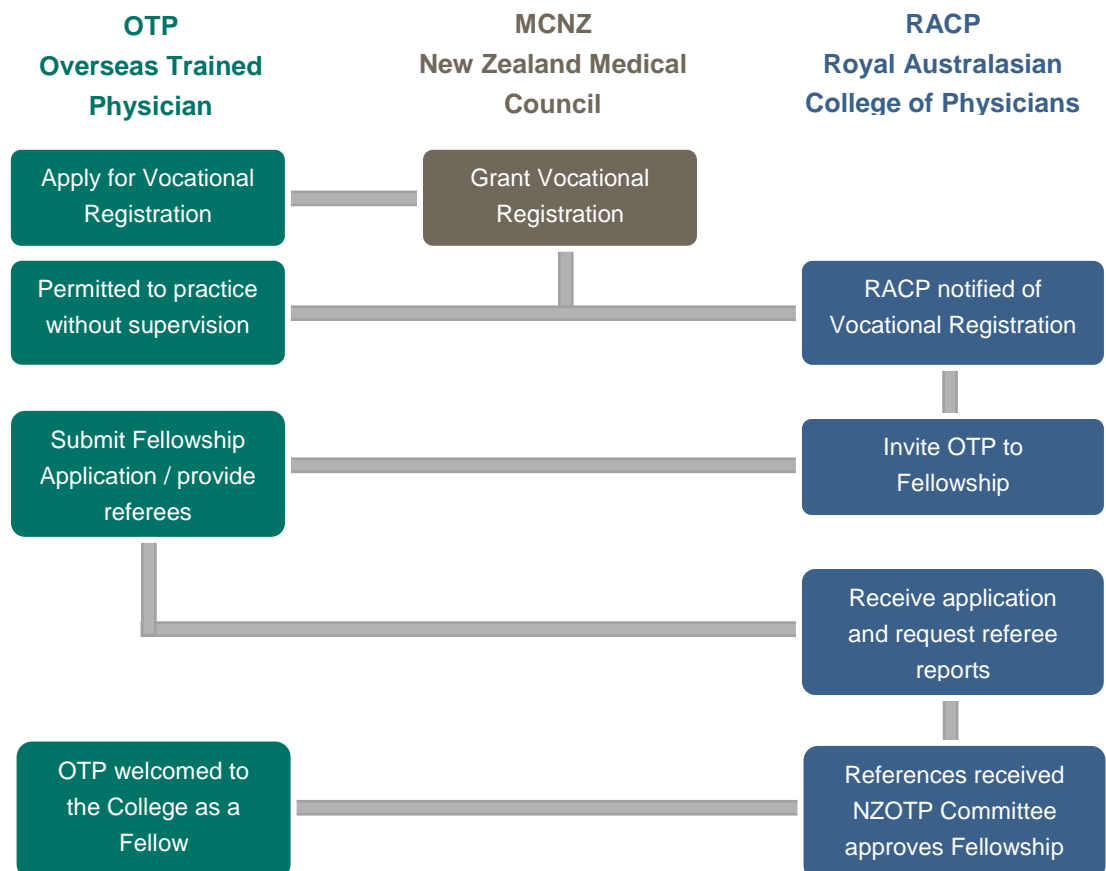 OTP
Overseas Trained
Physician
MCNZ
New Zealand Medical
Council
RACP
Royal Australasian
College of Physicians
Apply for Vocational
Registration
Grant Vocational
Registration
Permitted to practice
without supervision
RACP notified of
Vocational Registration
Submit Fellowship
Application / provide
referees
Invite OTP to
Fellowship
Receive application
and request referee
reports
OTP welcomed to
the College as a
Fellow
References received
NZOTP Committee
approves Fellowship